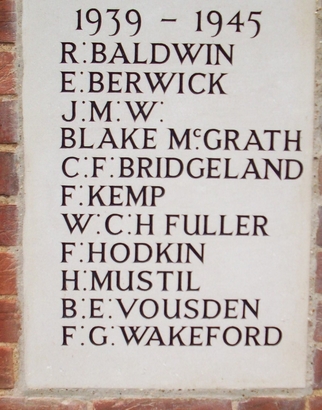 1939 - 1945
R:BALDWIN
E:BERWICK
J:M:W:
BLAKE McGRATH
C:F:BRIDGELAND
F:KEMP
W:C:H FULLER
F:HODKIN
H:MUSTIL
B:E:VOUSDEN
F:G:WAKEFORD